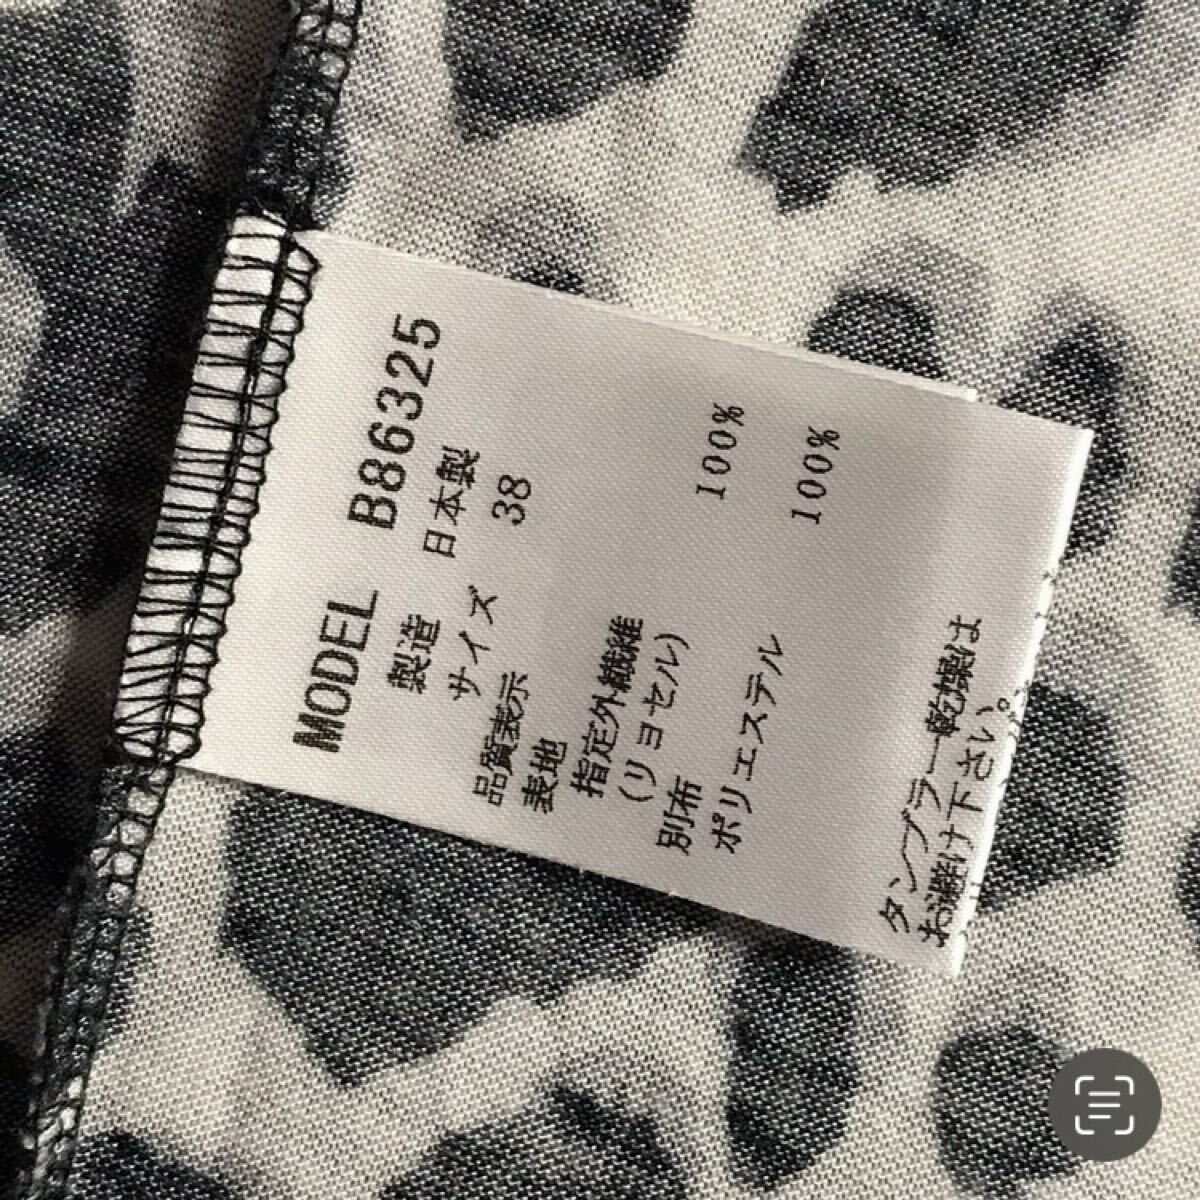 MODEL B86325
製造 日本製
サイズ 38
品質表示
表地
指定外繊維 100%
(リヨセル)
別布
ポリエステル 100%
タンブラー乾燥は
お避け下さい。